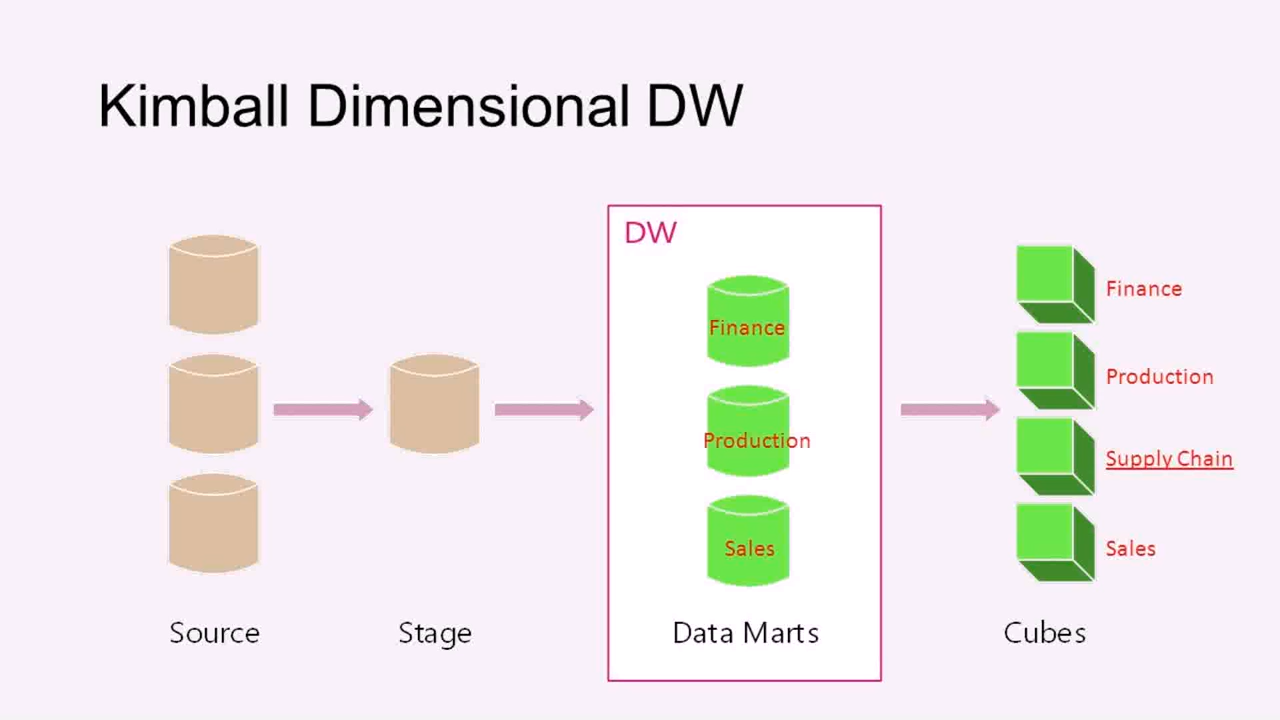 Kimball Dimensional DW
DW
Finance
Production
Sales
Finance
Production
Supply Chain
Sales
Source
Stage
Data Marts
Cubes